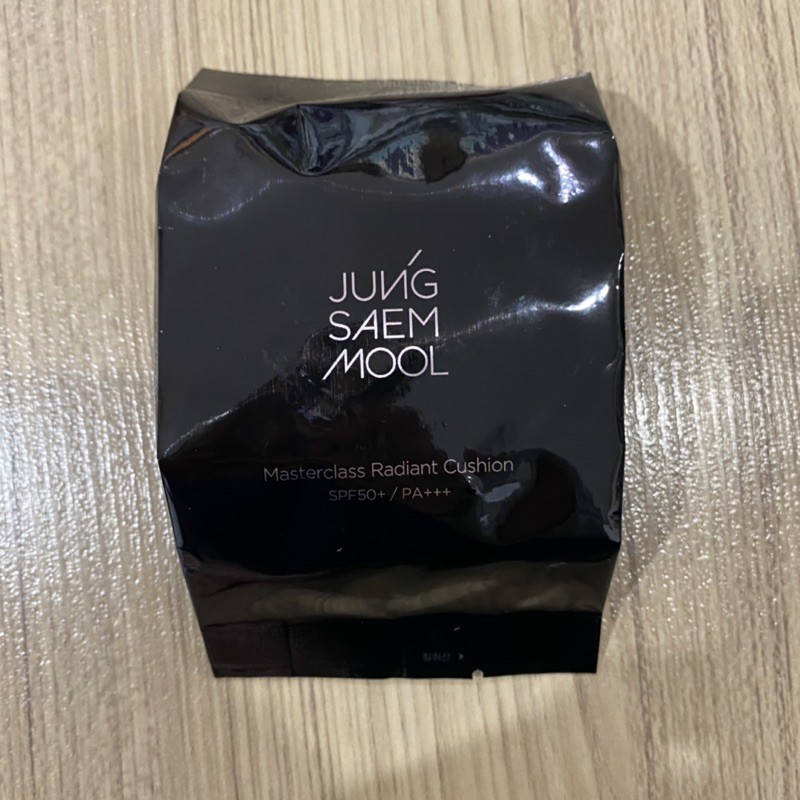 JUNG
SAEM
MOOL
Masterclass Radiant Cushion
SPF50+ / PA+++